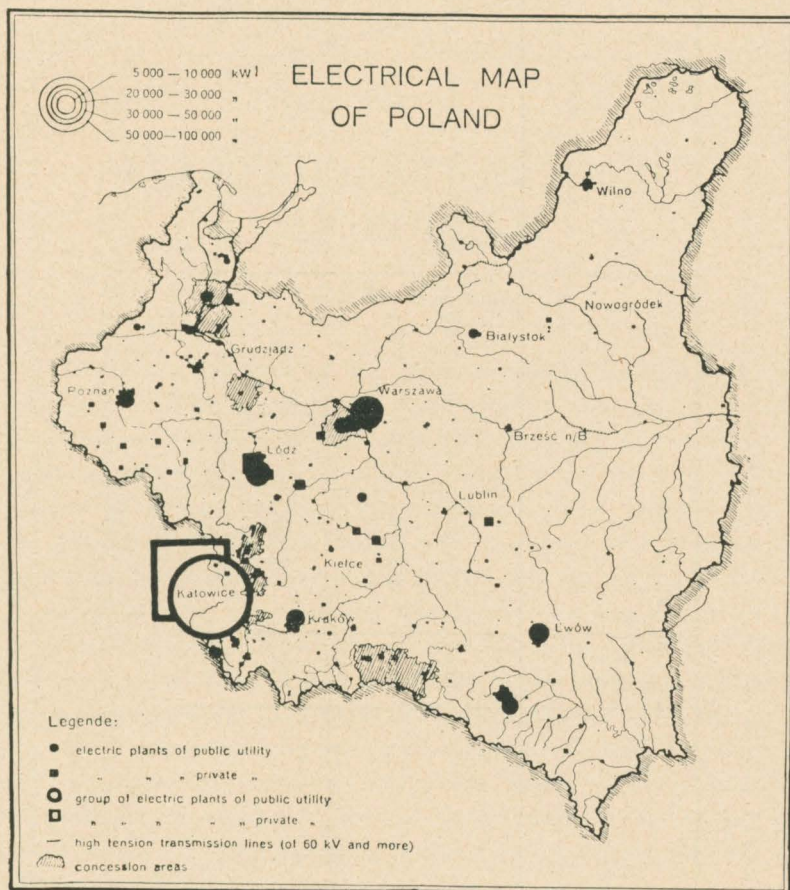 ELECTRICAL MAP
OF POLAND
5 000 — 10 000 kW
20 000 — 30 000 "
30 000 — 50 000 "
50 000 — 100 000 "
Wilno
Nowogródek
Białystok
Grudziądz
Poznań
Warszawa
Brześć n/B
Łódz
Lublin
Kielce
Katowice
Kraków
Lwów
Legende:
electric plants of public utility
" " " private "
group of electric plants of public utility
" " " " private "
high tension transmission lines (of 60 kV and more)
concession areas